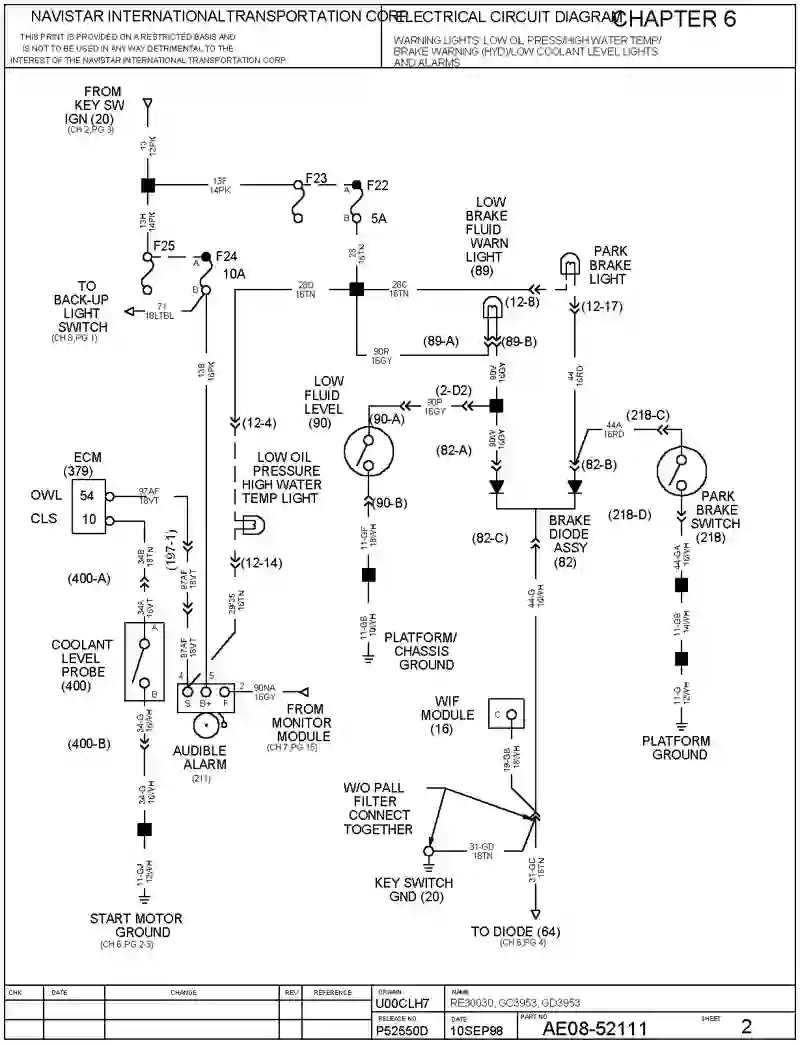 NAVISTAR INTERNATIONAL TRANSPORTATION CORP
THIS PRINT IS PROVIDED ON A RESTRICTED BASIS AND
IS NOT TO BE USED IN ANY WAY DETRIMENTAL TO THE
INTEREST OF THE NAVISTAR INTERNATIONAL TRANSPORTATION CORP
ELECTRICAL CIRCUIT DIAGRAM
CHAPTER 6
WARNING LIGHTS: LOW OIL PRESS/HIGH WATER TEMP/
BRAKE WARNING (HYD)/LOW COOLANT LEVEL LIGHTS
AND ALARMS
FROM
KEY SW
IGN (20)
(CH 2,PG 3)
13
12PK
13F
14PK
F23
A
F22
B
5A
13H
14PK
F25
A
F24
10A
B
28
16TN
TO
BACK-UP
LIGHT
SWITCH
(CH 8,PG 1)
71
18LTBL
28D
16TN
28C
16TN
LOW
BRAKE
FLUID
WARN
LIGHT
(89)
PARK
BRAKE
LIGHT
(12-8)
(12-17)
(89-A)
(89-B)
90R
16GY
13B
16PK
90V
16GY
44
16RD
LOW
FLUID
LEVEL
(90)
(2-D2)
90P
16GY
(90-A)
(12-4)
(82-A)
90W
16GY
44A
16RD
(218-C)
(82-B)
ECM
(379)
OWL
54
CLS
10
97AF
18VT
LOW OIL
PRESSURE
HIGH WATER
TEMP LIGHT
(90-B)
PARK
BRAKE
SWITCH
(218)
(218-D)
BRAKE
DIODE
ASSY
(82)
(82-C)
(197-1)
34B
18TN
(400-A)
97AF
18VT
(12-14)
11-GF
18WH
44-GA
16WH
34A
16VT
29/35
16TN
44-G
16WH
COOLANT
LEVEL
PROBE
(400)
A
B
97AF
18VT
11-GB
10WH
PLATFORM/
CHASSIS
GROUND
11-GB
14WH
4
5
2
S
B+
F
90NA
16GY
FROM
MONITOR
MODULE
(CH 7,PG 15)
34-G
16WH
(400-B)
AUDIBLE
ALARM
(211)
WIF
MODULE
(16)
C
11-G
12WH
PLATFORM
GROUND
19-GB
18WH
34-G
16WH
W/O PALL
FILTER
CONNECT
TOGETHER
11-GJ
12WH
31-GD
18TN
31-GC
18TN
KEY SWITCH
GND (20)
START MOTOR
GROUND
(CH 6,PG 2-3)
TO DIODE (64)
(CH 6,PG 4)
CHK
DATE
CHANGE
REV
REFERENCE
DRAWN
U00CLH7
NAME
RE30030, GC3953, GD3953
RELEASE NO.
P52550D
DATE
10SEP98
PART NO
AE08-52111
SHEET
2